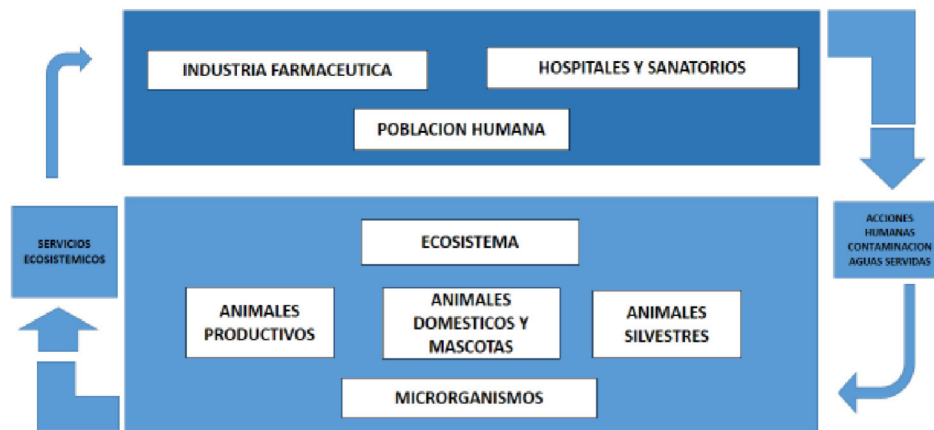 INDUSTRIA FARMACEUTICA
HOSPITALES Y SANATORIOS
POBLACION HUMANA
SERVICIOS
ECOSISTEMICOS
ACCIONES
HUMANAS
CONTAMINACION
AGUAS SERVIDAS
ECOSISTEMA
ANIMALES
PRODUCTIVOS
ANIMALES
DOMESTICOS Y
MASCOTAS
ANIMALES
SILVESTRES
MICRORGANISMOS